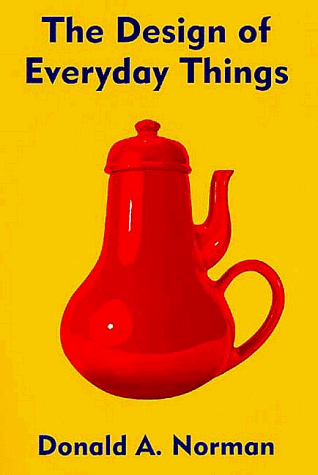 The Design of
Everyday Things
Donald A. Norman